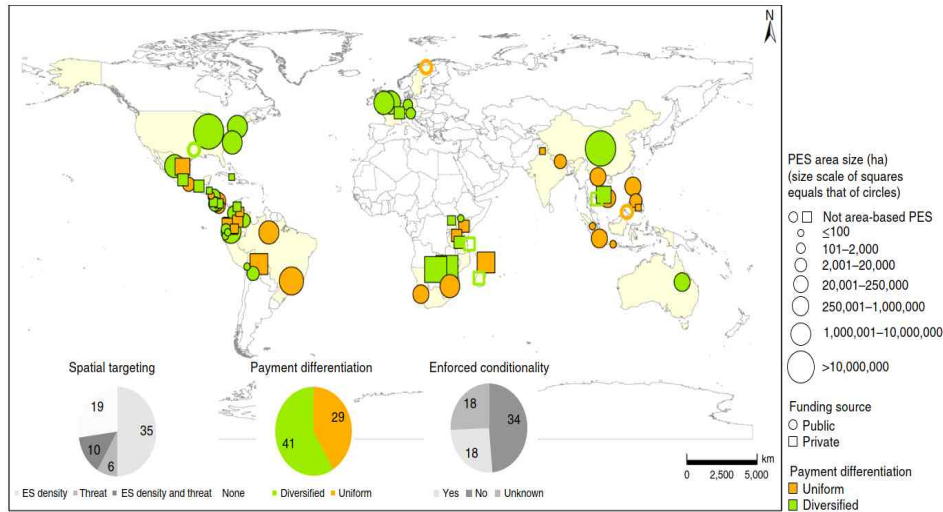 N
PES area size (ha)
(size scale of squares
equals that of circles)
Not area-based PES
≤100
101–2,000
2,001–20,000
20,001–250,000
250,001–1,000,000
1,000,001–10,000,000
>10,000,000
Funding source
Public
Private
Payment differentiation
Uniform
Diversified
Spatial targeting
19
35
10
6
ES density Threat ES density and threat None
Payment differentiation
29
41
Diversified Uniform
Enforced conditionality
18
34
18
Yes No Unknown
km
0 2,500 5,000